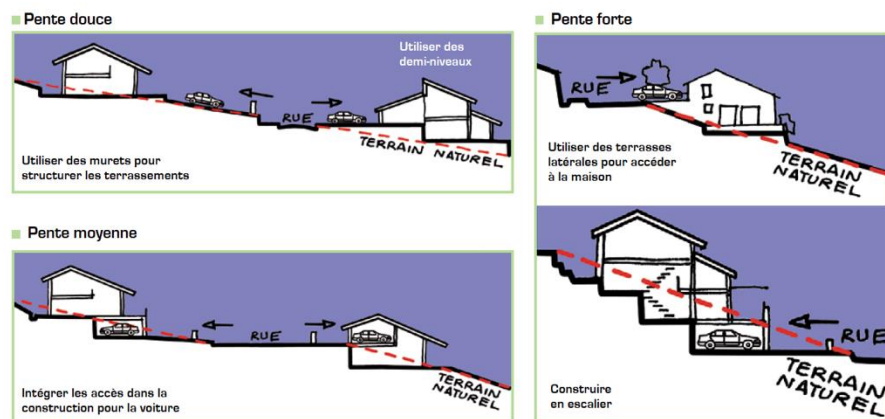 Pente douce
Utiliser des
demi-niveaux
RUE
TERRAIN NATUREL
Utiliser des murets pour
structurer les terrassements
Pente moyenne
RUE
TERRAIN
NATUREL
Intégrer les accès dans la
construction pour la voiture
Pente forte
RUE
Utiliser des terrasses
latérales pour accéder
à la maison
TERRAIN
NATUREL
RUE
TERRAIN
NATUREL
Construire
en escalier